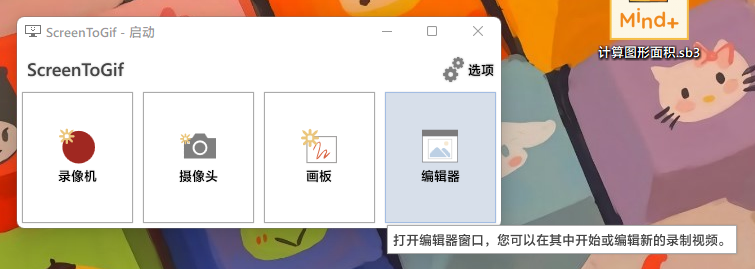 ScreenToGif - 启动
ScreenToGif
选项
录像机
摄像头
画板
编辑器
打开编辑器窗口，您可以在其中开始或编辑新的录制视频。
Mind+
计算图形面积.sb3